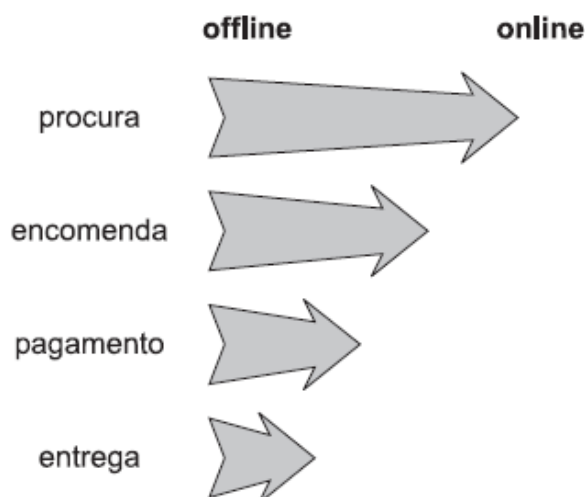 offline online
procura
encomenda
pagamento
entrega